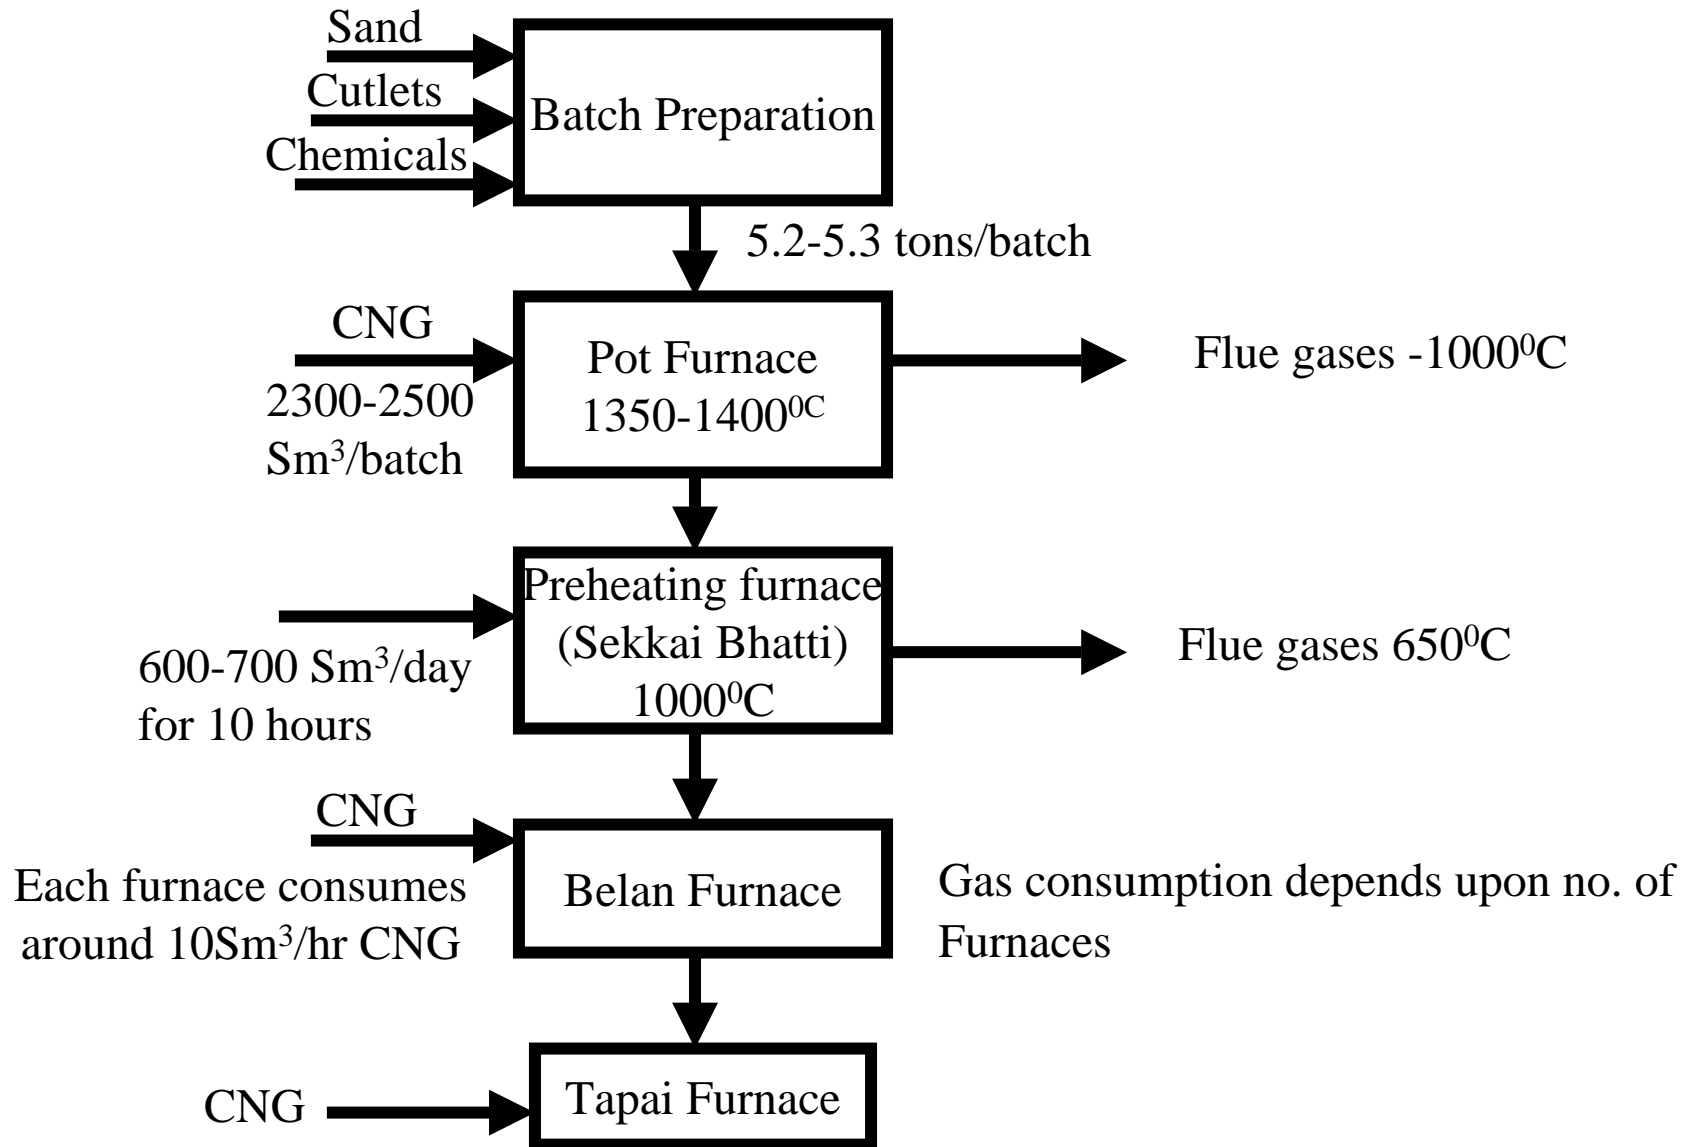 Sand
Cutlets
Chemicals
Batch Preparation
5.2-5.3 tons/batch
CNG
2300-2500
Sm³/batch
Pot Furnace
1350-1400⁰ᶜ
Flue gases -1000⁰C
600-700 Sm³/day
for 10 hours
Preheating furnace
(Sekkai Bhatti)
1000⁰C
Flue gases 650⁰C
CNG
Each furnace consumes
around 10Sm³/hr CNG
Belan Furnace
Gas consumption depends upon no. of
Furnaces
CNG
Tapai Furnace